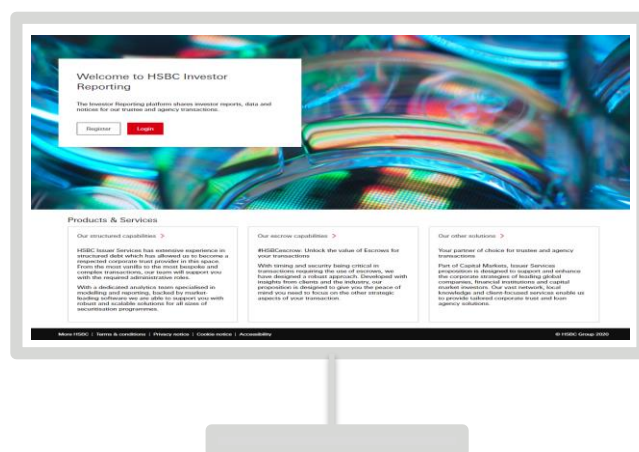 Welcome to HSBC Investor
Reporting
The Investor Reporting platform shares investor reports, data and
notices for our trustee and agency transactions.
Register
Login
Products & Services
Our structured capabilities >
HSBC Issuer Services has extensive experience in
structured debt which has allowed us to become a
respected corporate trust provider in this space.
From the most vanilla to the most bespoke and
complex transactions, our team will support you
with the required administrative roles.
With a dedicated analytics team specialised in
modelling and reporting, backed by market-
leading software we are able to support you with
robust and scalable solutions for all sizes of
securitisation programmes.
Our escrow capabilities >
#HSBCescrow: Unlock the value of Escrows for
your transactions
With timing and security being critical in
transactions requiring the use of escrows, we
have designed a robust approach. Developed with
insights from clients and the industry, our
proposition is designed to give you the peace of
mind you need to focus on the other strategic
aspects of your transaction.
Our other solutions >
Your partner of choice for trustee and agency
transactions
Part of Capital Markets, Issuer Services
proposition is designed to support and enhance
the corporate strategies of leading global
companies, financial institutions and capital
market investors. Our vast network, local
knowledge and client-focused services enable us
to provide tailored corporate trust and loan
agency solutions.
More HSBC | Terms & conditions | Privacy notice | Cookie notice | Accessibility
© HSBC Group 2020